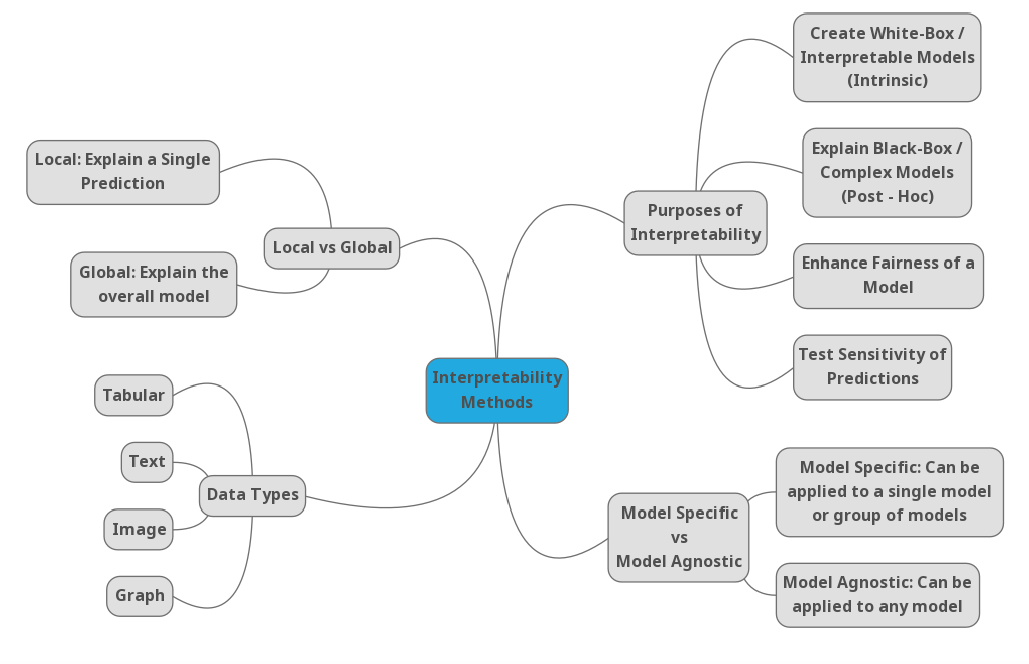 Create White-Box /
Interpretable Models
(Intrinsic)
Explain Black-Box /
Complex Models
(Post - Hoc)
Purposes of
Interpretability
Enhance Fairness of a
Model
Test Sensitivity of
Predictions
Local: Explain a Single
Prediction
Local vs Global
Global: Explain the
overall model
Interpretability
Methods
Tabular
Text
Data Types
Image
Graph
Model Specific
vs
Model Agnostic
Model Specific: Can be
applied to a single model
or group of models
Model Agnostic: Can be
applied to any model